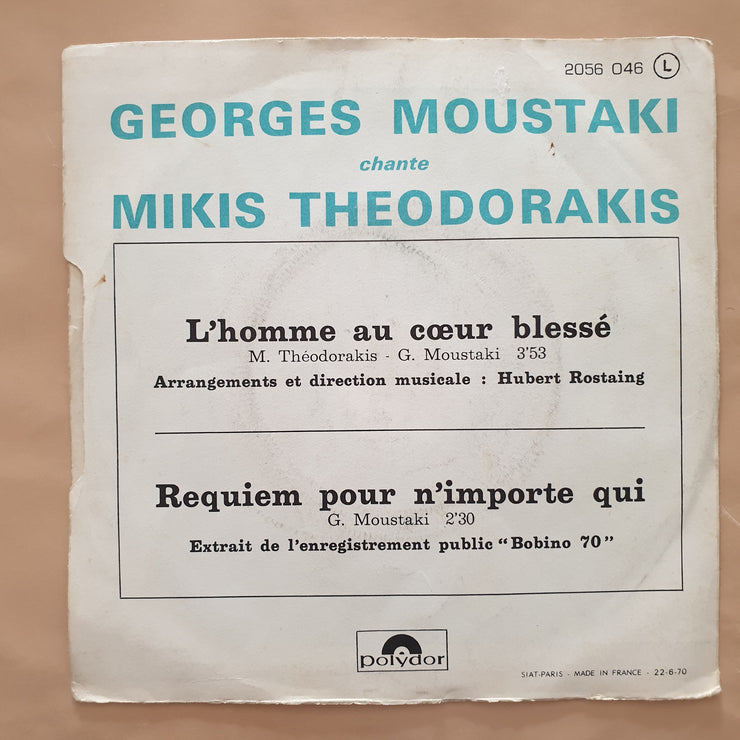 2056 046 L
GEORGES MOUSTAKI
chante
MIKIS THEODORAKIS
L'homme au cœur blessé
M. Théodorakis - G. Moustaki 3'53
Arrangements et direction musicale : Hubert Rostaing
Requiem pour n'importe qui
G. Moustaki 2'30
Extrait de l'enregistrement public "Bobino 70"
polydor
SIAT-PARIS - MADE IN FRANCE - 22-6-70